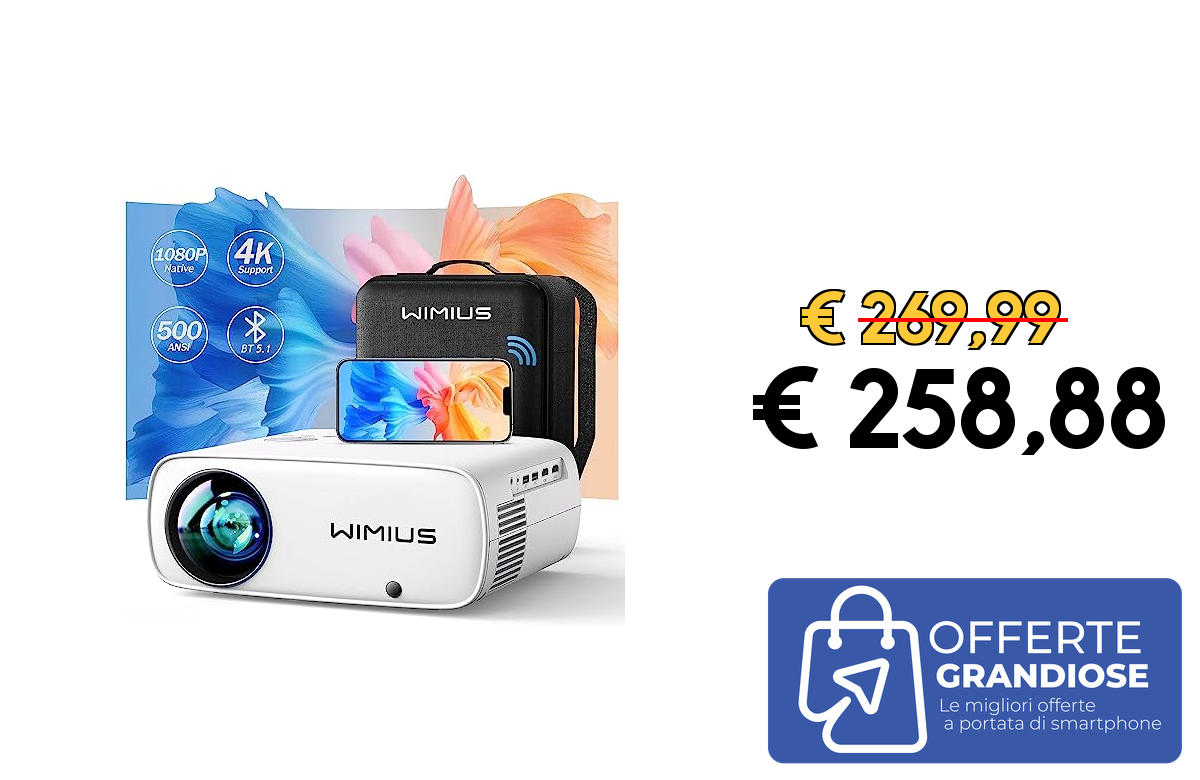 1080P
Native
4K
Support
500
ANSI
BT 5.1
WIMIUS
WIMIUS
€ 269,99
€ 258,88
OFFERTE
GRANDIOSE
Le migliori offerte
a portata di smartphone